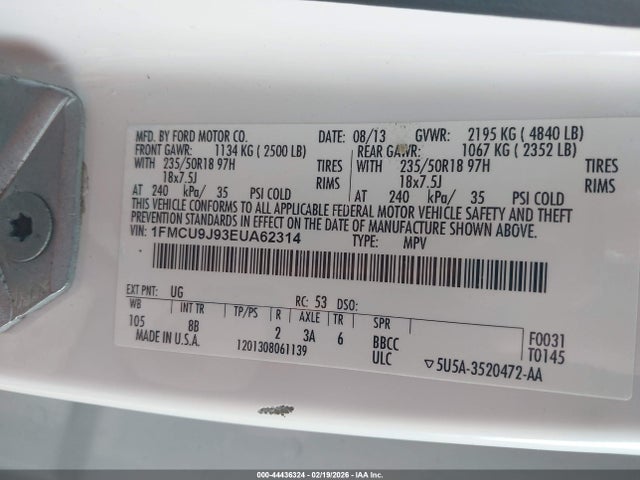 MFD. BY FORD MOTOR CO. DATE: 08/13 GVWR: 2195 KG ( 4840 LB)
FRONT GAWR: 1134 KG ( 2500 LB) REAR GAWR: 1067 KG ( 2352 LB)
WITH 235/50R18 97H TIRES WITH 235/50R18 97H TIRES
18x7.5J RIMS 18x7.5J RIMS
AT 240 kPa/ 35 PSI COLD AT 240 kPa/ 35 PSI COLD
THIS VEHICLE CONFORMS TO ALL APPLICABLE FEDERAL MOTOR VEHICLE SAFETY AND THEFT
PREVENTION STANDARDS IN EFFECT ON THE DATE OF MANUFACTURE SHOWN ABOVE.
VIN: 1FMCU9J93EUA62314 TYPE: MPV
EXT PNT: UG RC: 53 DSO:
WB INT TR TP/PS R AXLE TR SPR
105 8B 2 3A 6 BBCC F0031
MADE IN U.S.A. 1201308061139 ULC T0145
▽5U5A-3520472-AA
000-44436324 | 02/19/2026 - IAA Inc.